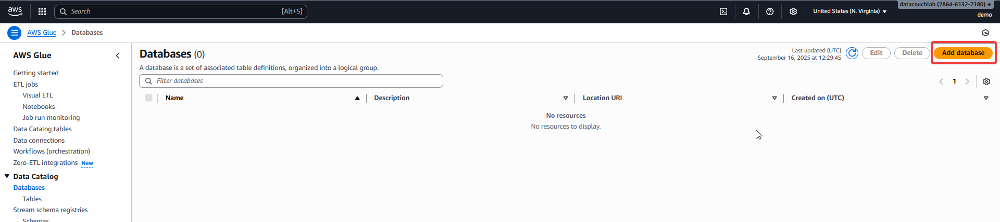 aws
Search [Alt+S]
United States (N. Virginia)
datacouchlab (7864-6132-7180)
demo
AWS Glue
Databases
AWS Glue
Getting started
ETL jobs
Visual ETL
Notebooks
Job run monitoring
Data Catalog tables
Data connections
Workflows (orchestration)
Zero-ETL integrations New
Data Catalog
Databases
Tables
Stream schema registries
Schemas
Databases (0)
Last updated (UTC)
September 16, 2025 at 12:29:45
Edit
Delete
Add database
A database is a set of associated table definitions, organized into a logical group.
Filter databases
1
Name Description Location URI Created on (UTC)
No resources
No resources to display.